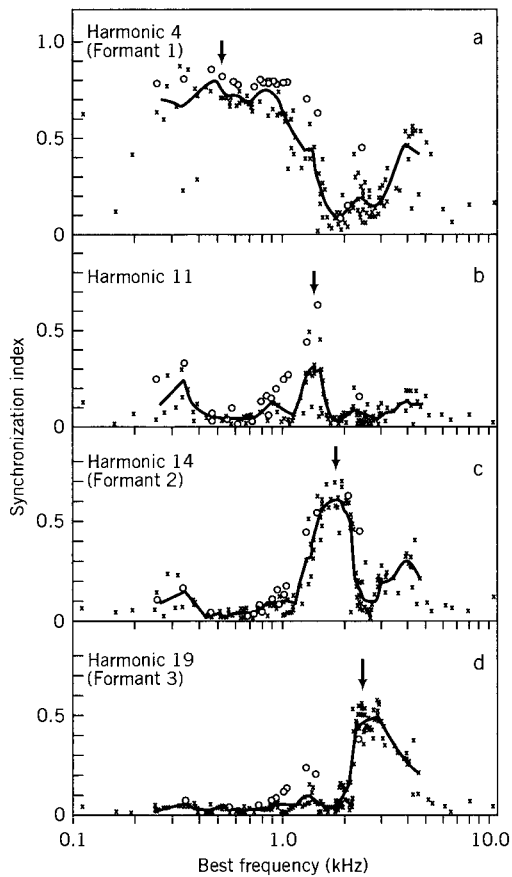 Harmonic 4
(Formant 1)
a
1.0
0.5
0
Harmonic 11
b
0.5
0
Harmonic 14
(Formant 2)
c
0.5
0
Harmonic 19
(Formant 3)
d
0.5
0
0.1
1.0
10.0
Best frequency (kHz)
Synchronization index